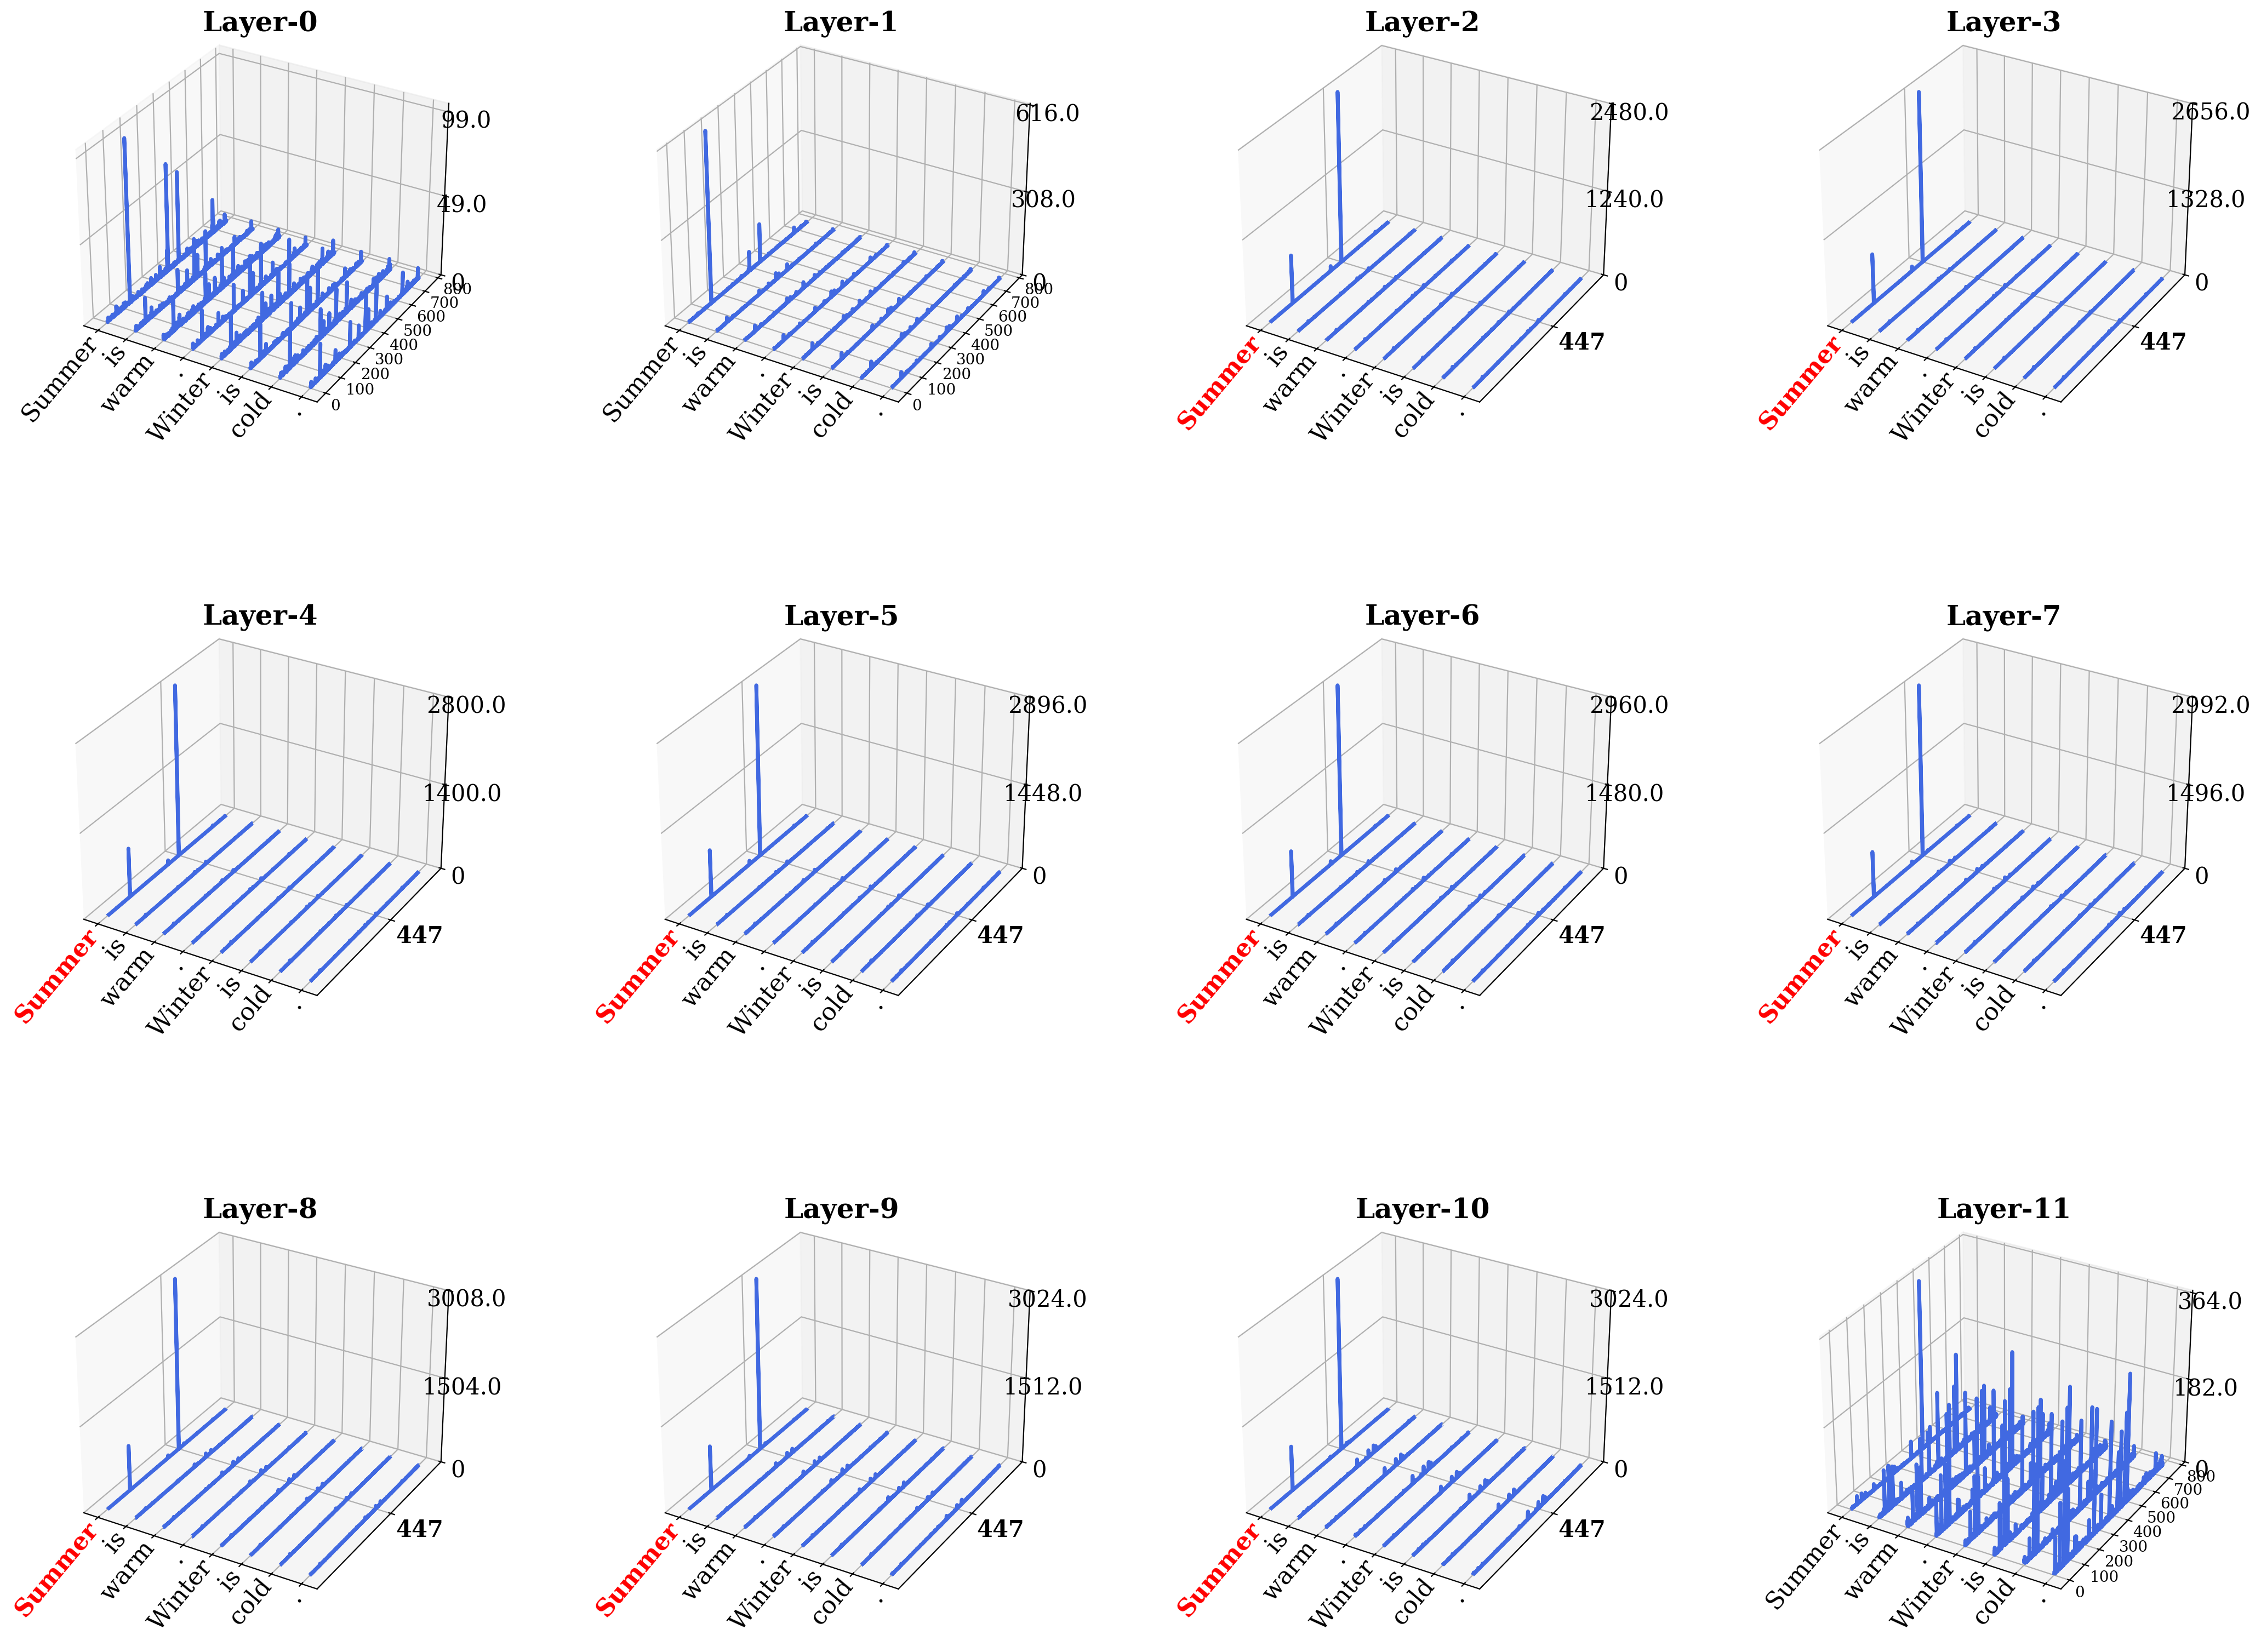 Layer-0
99.0
49.0
0
800
700
600
500
400
300
200
100
0
Summer
is
warm
.
Winter
is
cold
.
Layer-1
616.0
308.0
0
800
700
600
500
400
300
200
100
0
Summer
is
warm
.
Winter
is
cold
.
Layer-2
2480.0
1240.0
0
447
Summer
is
warm
.
Winter
is
cold
.
Layer-3
2656.0
1328.0
0
447
Summer
is
warm
.
Winter
is
cold
.
Layer-4
2800.0
1400.0
0
447
Summer
is
warm
.
Winter
is
cold
.
Layer-5
2896.0
1448.0
0
447
Summer
is
warm
.
Winter
is
cold
.
Layer-6
2960.0
1480.0
0
447
Summer
is
warm
.
Winter
is
cold
.
Layer-7
2992.0
1496.0
0
447
Summer
is
warm
.
Winter
is
cold
.
Layer-8
3008.0
1504.0
0
447
Summer
is
warm
.
Winter
is
cold
.
Layer-9
3024.0
1512.0
0
447
Summer
is
warm
.
Winter
is
cold
.
Layer-10
3024.0
1512.0
0
447
Summer
is
warm
.
Winter
is
cold
.
Layer-11
364.0
182.0
0
800
700
600
500
400
300
200
100
0
Summer
is
warm
.
Winter
is
cold
.